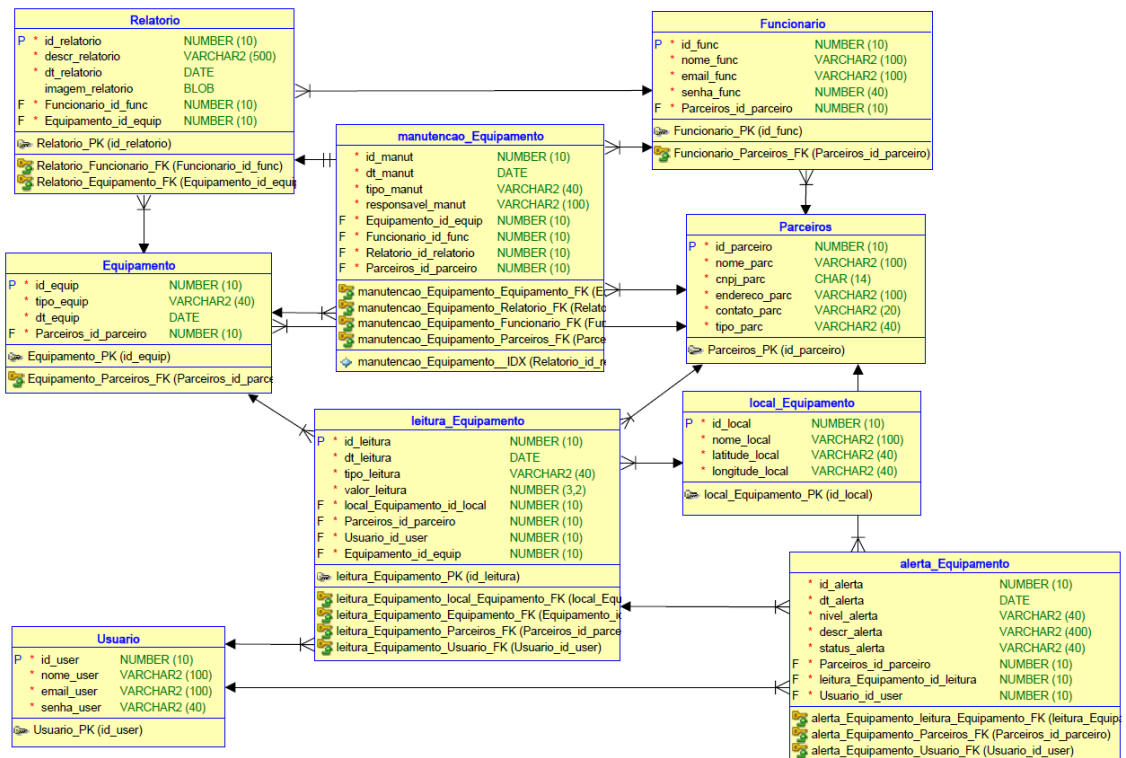 Relatorio
P * id_relatorio NUMBER (10)
* descr_relatorio VARCHAR2 (500)
* dt_relatorio DATE
imagem_relatorio BLOB
F * Funcionario_id_func NUMBER (10)
F * Equipamento_id_equip NUMBER (10)
Relatorio_PK (id_relatorio)
Relatorio_Funcionario_FK (Funcionario_id_func)
Relatorio_Equipamento_FK (Equipamento_id_equip
Funcionario
P * id_func NUMBER (10)
* nome_func VARCHAR2 (100)
* email_func VARCHAR2 (100)
* senha_func NUMBER (40)
F * Parceiros_id_parceiro NUMBER (10)
Funcionario_PK (id_func)
Funcionario_Parceiros_FK (Parceiros_id_parceiro)
manutencao_Equipamento
* id_manut NUMBER (10)
* dt_manut DATE
* tipo_manut VARCHAR2 (40)
* responsavel_manut VARCHAR2 (100)
F * Equipamento_id_equip NUMBER (10)
F * Funcionario_id_func NUMBER (10)
F * Relatorio_id_relatorio NUMBER (10)
F * Parceiros_id_parceiro NUMBER (10)
manutencao_Equipamento_Equipamento_FK (E
manutencao_Equipamento_Relatorio_FK (Relato
manutencao_Equipamento_Funcionario_FK (Fun
manutencao_Equipamento_Parceiros_FK (Parce
manutencao_Equipamento__IDX (Relatorio_id_r
Parceiros
P * id_parceiro NUMBER (10)
* nome_parc VARCHAR2 (100)
* cnpj_parc CHAR (14)
* endereco_parc VARCHAR2 (100)
* contato_parc VARCHAR2 (20)
* tipo_parc VARCHAR2 (40)
Parceiros_PK (id_parceiro)
Equipamento
P * id_equip NUMBER (10)
* tipo_equip VARCHAR2 (40)
* dt_equip DATE
F * Parceiros_id_parceiro NUMBER (10)
Equipamento_PK (id_equip)
Equipamento_Parceiros_FK (Parceiros_id_parce
leitura_Equipamento
P * id_leitura NUMBER (10)
* dt_leitura DATE
* tipo_leitura VARCHAR2 (40)
* valor_leitura NUMBER (3,2)
F * local_Equipamento_id_local NUMBER (10)
F * Parceiros_id_parceiro NUMBER (10)
F * Usuario_id_user NUMBER (10)
F * Equipamento_id_equip NUMBER (10)
leitura_Equipamento_PK (id_leitura)
leitura_Equipamento_local_Equipamento_FK (local_Equ
leitura_Equipamento_Equipamento_FK (Equipamento_id
leitura_Equipamento_Parceiros_FK (Parceiros_id_parce
leitura_Equipamento_Usuario_FK (Usuario_id_user)
local_Equipamento
P * id_local NUMBER (10)
* nome_local VARCHAR2 (100)
* latitude_local VARCHAR2 (40)
* longitude_local VARCHAR2 (40)
local_Equipamento_PK (id_local)
alerta_Equipamento
* id_alerta NUMBER (10)
* dt_alerta DATE
* nivel_alerta VARCHAR2 (40)
* descr_alerta VARCHAR2 (400)
* status_alerta VARCHAR2 (40)
F * Parceiros_id_parceiro NUMBER (10)
F * leitura_Equipamento_id_leitura NUMBER (10)
F * Usuario_id_user NUMBER (10)
alerta_Equipamento_leitura_Equipamento_FK (leitura_Equipa
alerta_Equipamento_Parceiros_FK (Parceiros_id_parceiro)
alerta_Equipamento_Usuario_FK (Usuario_id_user)
Usuario
P * id_user NUMBER (10)
* nome_user VARCHAR2 (100)
* email_user VARCHAR2 (100)
* senha_user VARCHAR2 (40)
Usuario_PK (id_user)